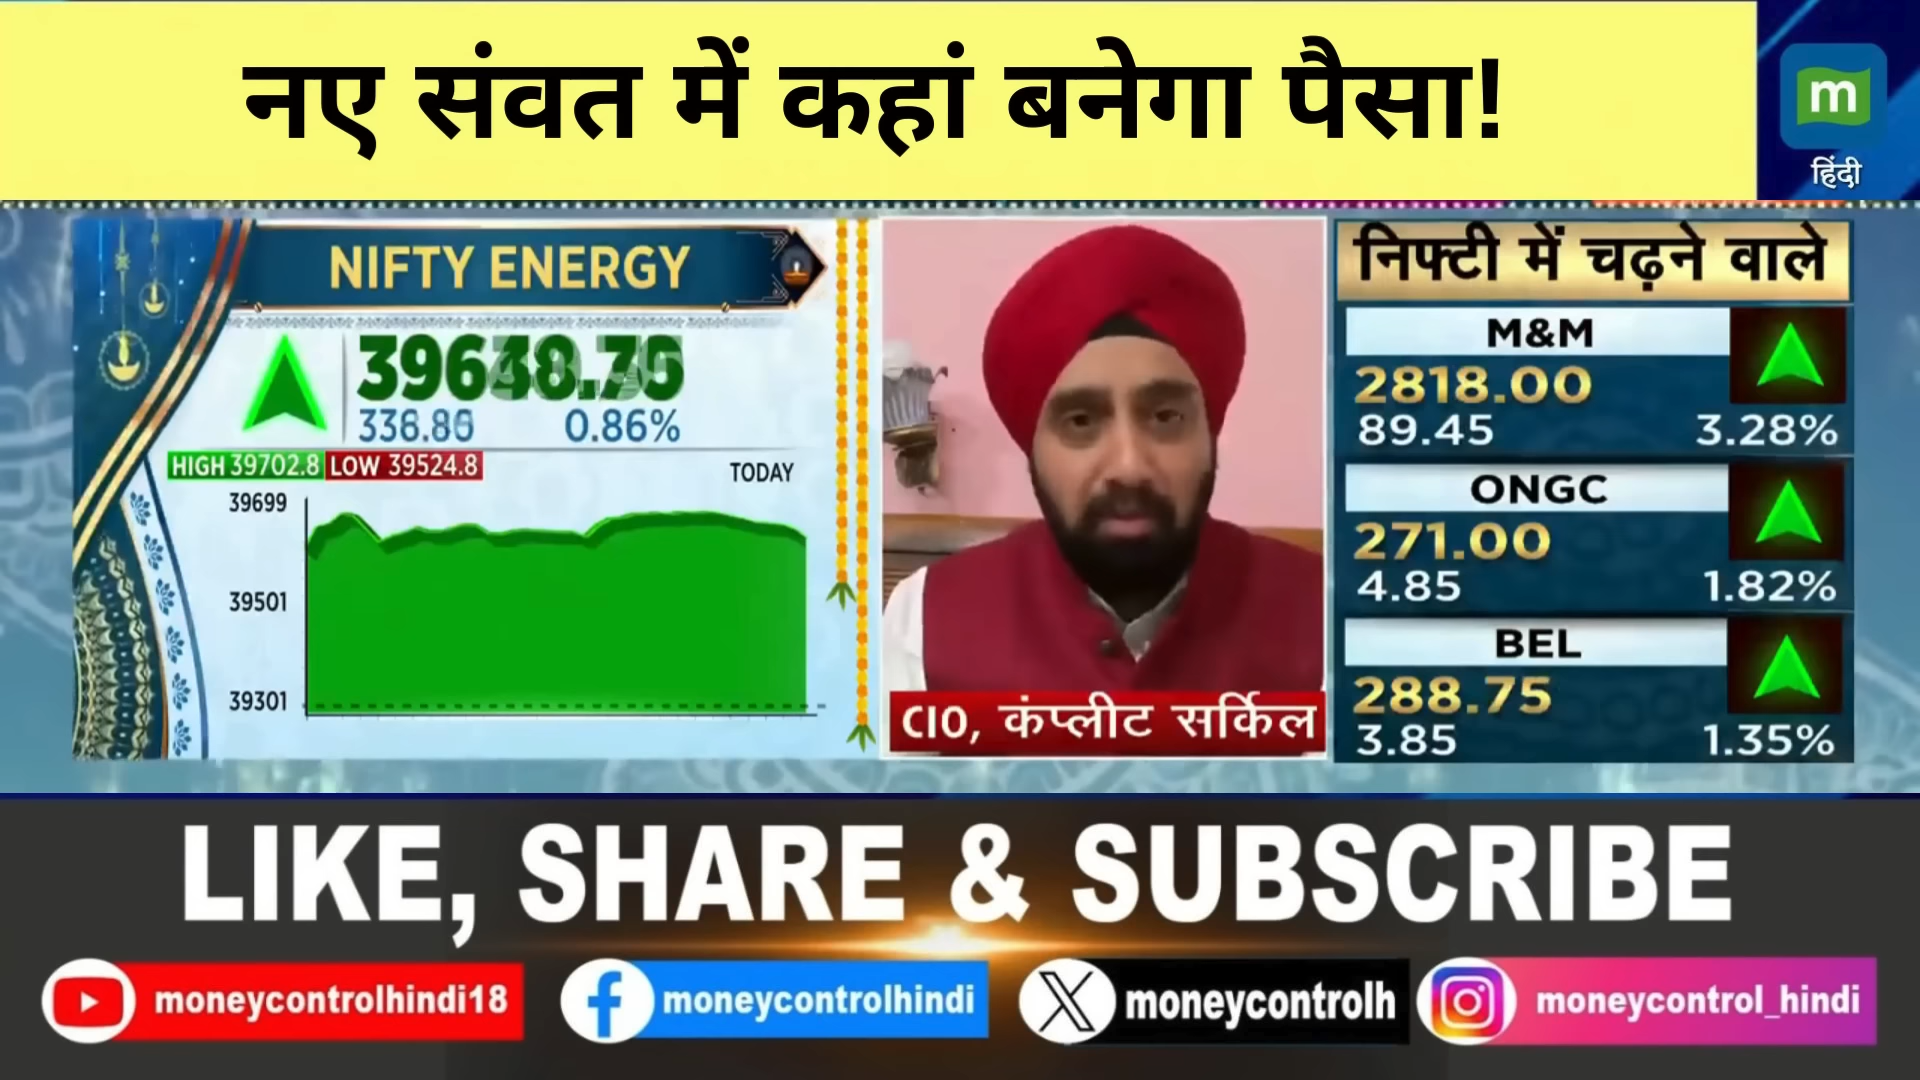 नए संवत में कहां बनेगा पैसा!
m
हिंदी
NIFTY ENERGY
0.86%
HIGH 39702.8 LOW 39524.8
TODAY
39699
39501
39301
CIO, कंप्लीट सर्किल
निफ्टी में चढ़ने वाले
M&M
2818.00
89.45 3.28%
ONGC
271.00
4.85 1.82%
BEL
288.75
3.85 1.35%
LIKE, SHARE & SUBSCRIBE
moneycontrolhindi18
moneycontrolhindi
moneycontrolh
moneycontrol_hindi